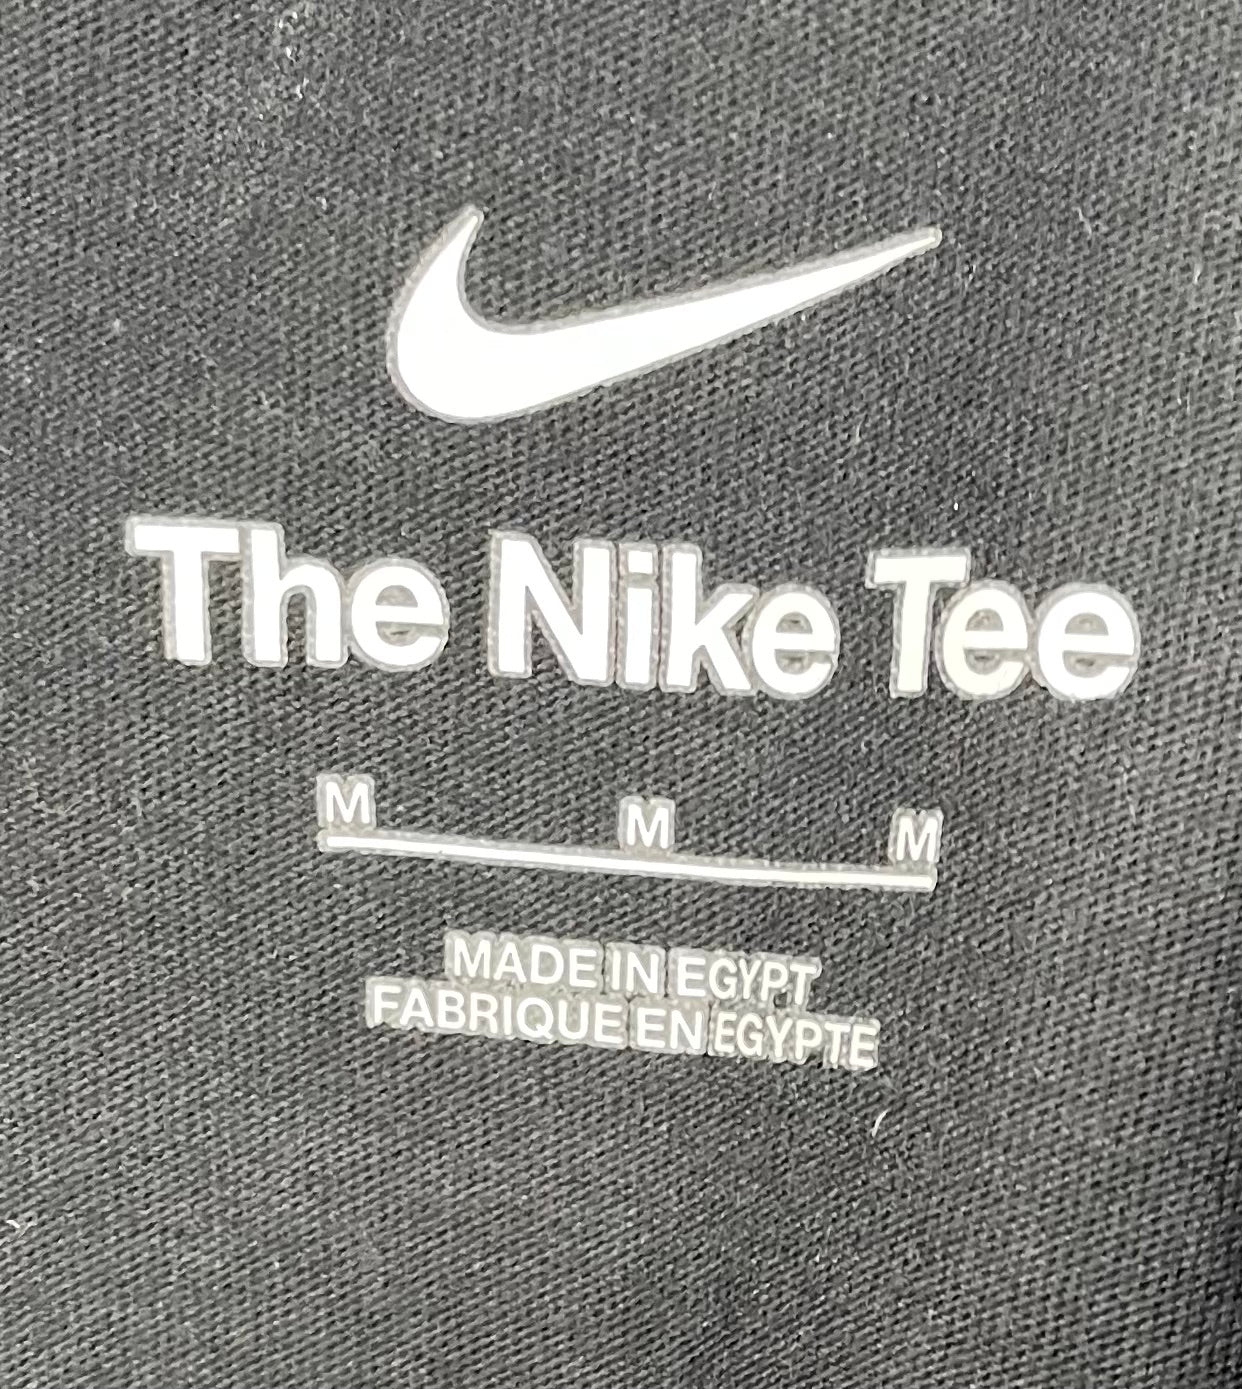 The Nike Tee
M M M
MADE IN EGYPT
FABRIQUE EN EGYPTE